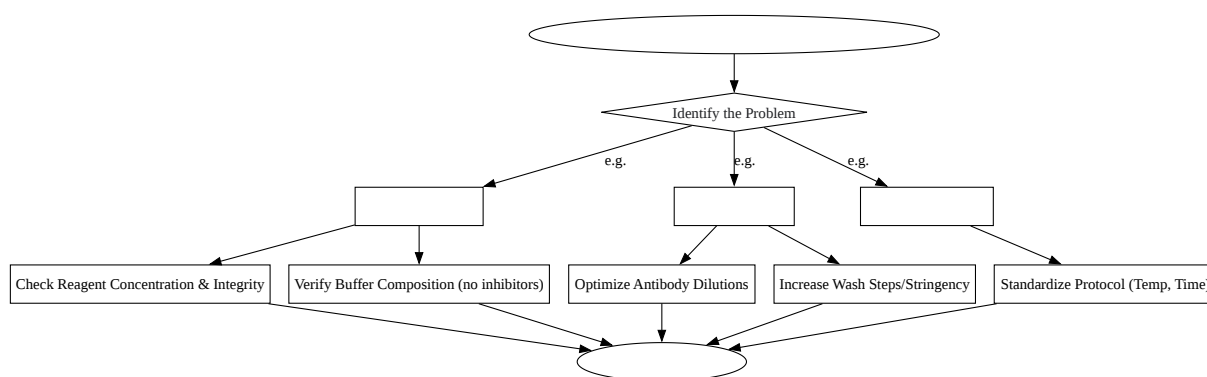 Identify the Problem
e.g.
e.g.
e.g.
Check Reagent Concentration & Integrity
Verify Buffer Composition (no inhibitors)
Optimize Antibody Dilutions
Increase Wash Steps/Stringency
Standardize Protocol (Temp, Time)